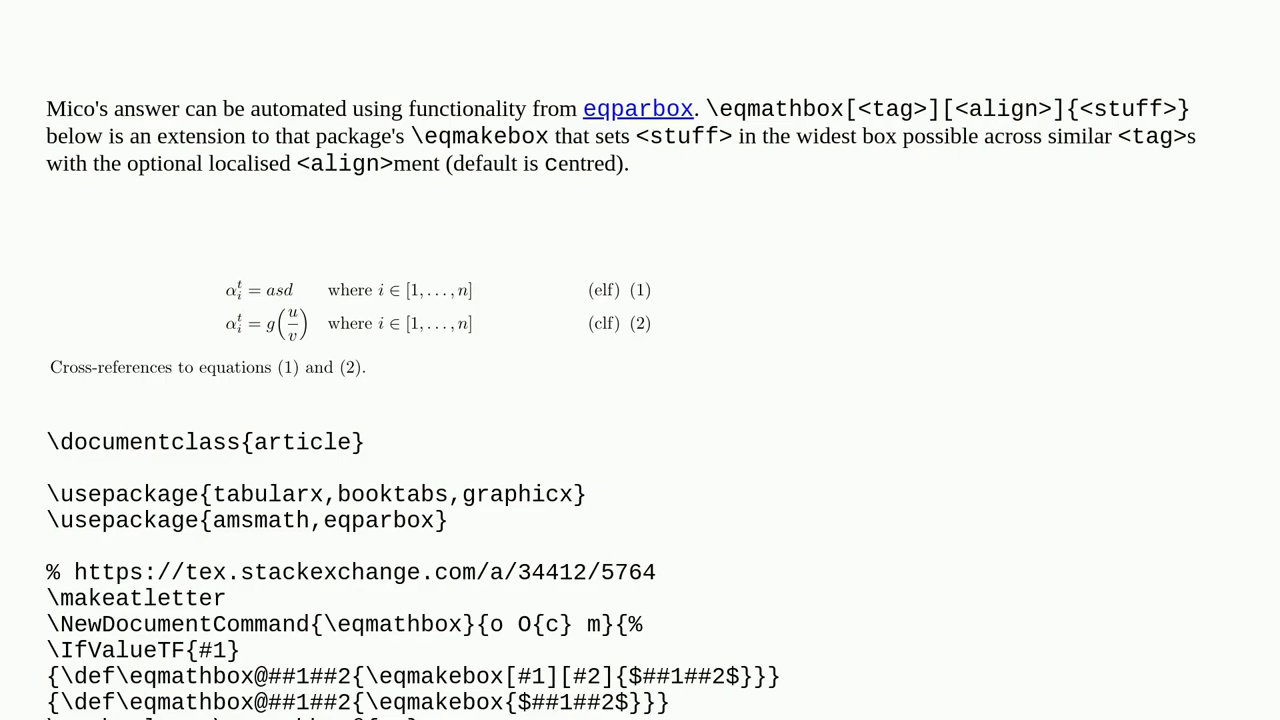 Mico's answer can be automated using functionality from eqparbox. \eqmathbox[<tag>][<align>]{<stuff>}
below is an extension to that package's \eqmakebox that sets <stuff> in the widest box possible across similar <tag>s
with the optional localised <align>ment (default is centred).
α_i^t = asd where i ∈ [1, . . . , n] (elf) (1)
α_i^t = g(u/v) where i ∈ [1, . . . , n] (clf) (2)
Cross-references to equations (1) and (2).
\documentclass{article}
\usepackage{tabularx,booktabs,graphicx}
\usepackage{amsmath,eqparbox}
% https://tex.stackexchange.com/a/34412/5764
\makeatletter
\NewDocumentCommand{\eqmathbox}{o O{c} m}{%
\IfValueTF{#1}
{\def\eqmathbox@##1##2{\eqmakebox[#1][#2]{$##1##2$}}}
{\def\eqmathbox@##1##2{\eqmakebox{$##1##2$}}}